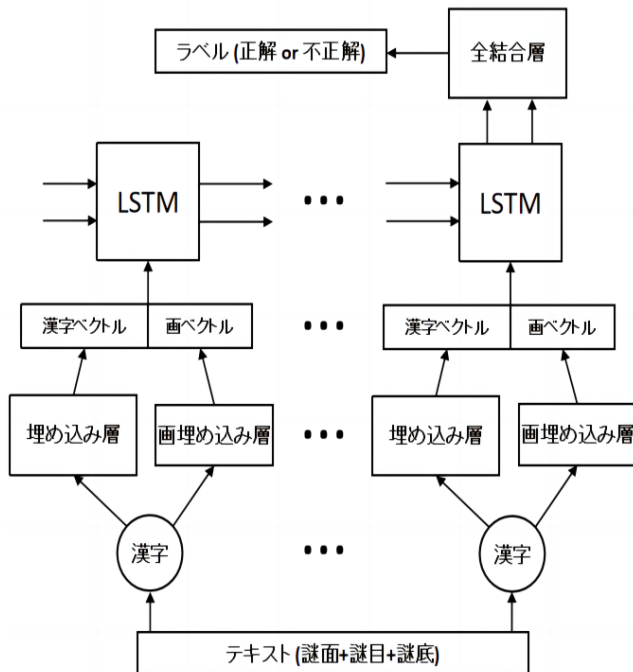 ラベル (正解 or 不正解)
全結合層
LSTM
•••
LSTM
漢字ベクトル
画ベクトル
•••
漢字ベクトル
画ベクトル
埋め込み層
画埋め込み層
•••
埋め込み層
画埋め込み層
漢字
•••
漢字
テキスト (謎面+謎目+謎底)